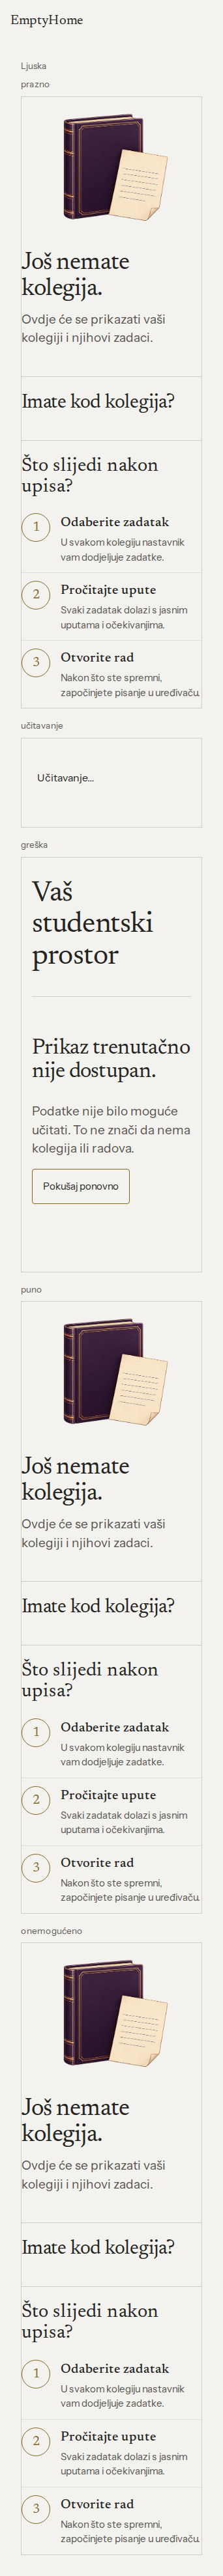 EmptyHome
Ljuska
prazno
Još nemate
kolegija.
Ovdje će se prikazati vaši
kolegiji i njihovi zadaci.
Imate kod kolegija?
Što slijedi nakon
upisa?
1
Odaberite zadatak
U svakom kolegiju nastavnik
vam dodjeljuje zadatke.
2
Pročitajte upute
Svaki zadatak dolazi s jasnim
uputama i očekivanjima.
3
Otvorite rad
Nakon što ste spremni,
započinjete pisanje u uređivaču.
učitavanje
Učitavanje…
greška
Vaš
studentski
prostor
Prikaz trenutačno
nije dostupan.
Podatke nije bilo moguće
učitati. To ne znači da nema
kolegija ili radova.
Pokušaj ponovno
puno
Još nemate
kolegija.
Ovdje će se prikazati vaši
kolegiji i njihovi zadaci.
Imate kod kolegija?
Što slijedi nakon
upisa?
1
Odaberite zadatak
U svakom kolegiju nastavnik
vam dodjeljuje zadatke.
2
Pročitajte upute
Svaki zadatak dolazi s jasnim
uputama i očekivanjima.
3
Otvorite rad
Nakon što ste spremni,
započinjete pisanje u uređivaču.
onemogućeno
Još nemate
kolegija.
Ovdje će se prikazati vaši
kolegiji i njihovi zadaci.
Imate kod kolegija?
Što slijedi nakon
upisa?
1
Odaberite zadatak
U svakom kolegiju nastavnik
vam dodjeljuje zadatke.
2
Pročitajte upute
Svaki zadatak dolazi s jasnim
uputama i očekivanjima.
3
Otvorite rad
Nakon što ste spremni,
započinjete pisanje u uređivaču.